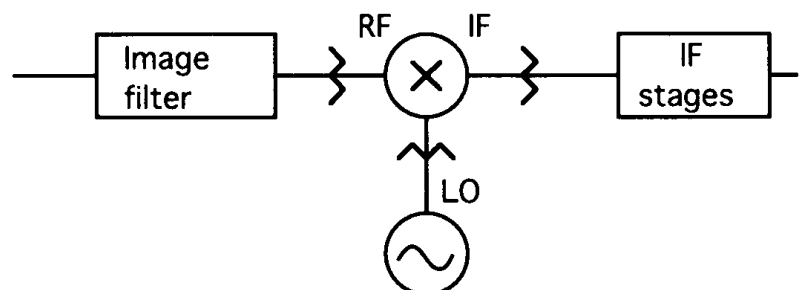 RF IF
Image
filter
IF
stages
LO